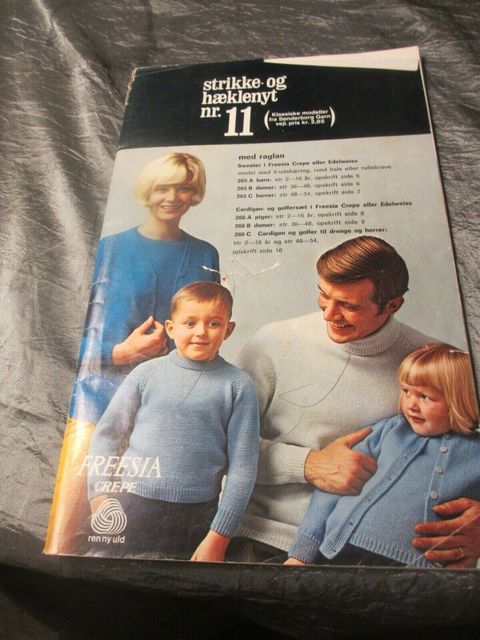 strikke- og
hæklenyt
nr. 11
(Klassiske modeller
fra Sønderborg Garn
vejl. pris kr. 2,85)
med raglan
Sweater i Freesia Crepe eller Edelweiss
model med V-udskæring, rund hals eller rullekrave
265 A børn: str 2—16 år, opskrift side 5
265 B damer: str 36—48, opskrift side 6
265 C herrer: str 48—54, opskrift side 7
Cardigan- og golfersæt i Freesia Crepe eller Edelweiss
266 A piger: str 2—16 år, opskrift side 8
266 B damer: str 36—48, opskrift side 9
266 C Cardigan og golfer til drenge og herrer:
str 2—16 år og str 48—54,
opskrift side 10
FREESIA
CREPE
ren ny uld